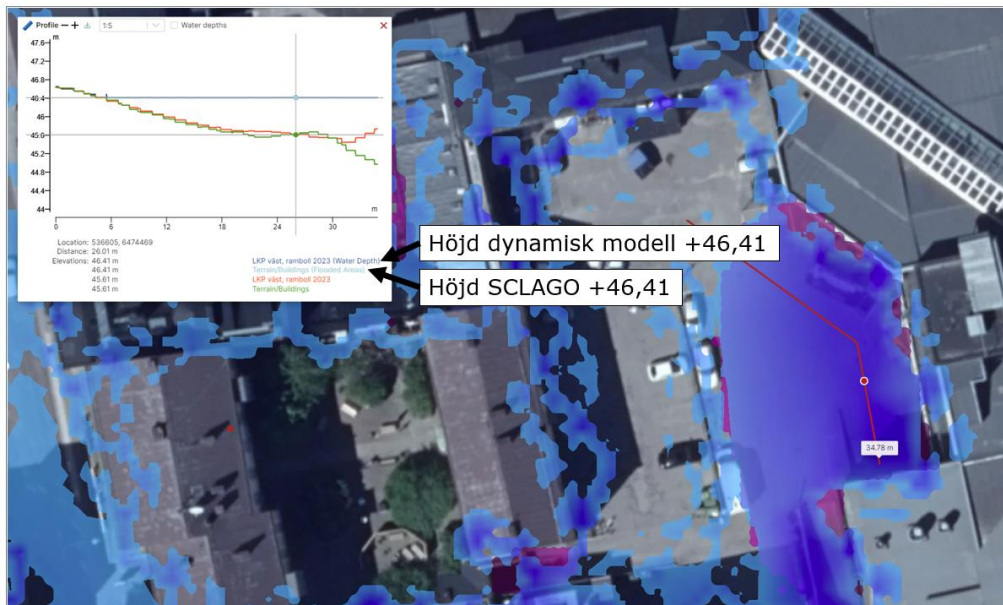 Profile
1:5
Water depths
m
47.6
47.2
46.8
46.4
46
45.6
45.2
44.8
44.4
44
m
0 6 12 18 24 30
Location: 536605, 6474469
Distance: 26.01 m
Elevations: 46.41 m LKP väst, ramboll 2023 (Water Depth)
46.41 m Terrain/Buildings (Flooded Areas)
45.61 m LKP väst, ramboll 2023
45.61 m Terrain/Buildings
Höjd dynamisk modell +46,41
Höjd SCLAGO +46,41
34.78 m